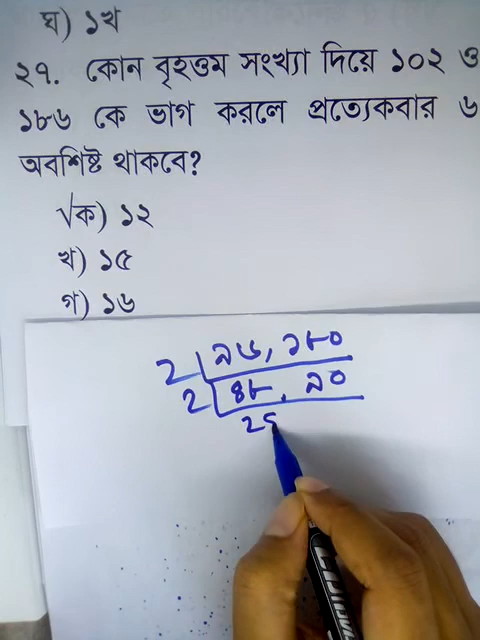 ঘ) ১খ
২৭. কোন বৃহত্তম সংখ্যা দিয়ে ১০২ ও
১৮৬ কে ভাগ করলে প্রত্যেকবার ৬
অবশিষ্ট থাকবে?
√ক) ১২
খ) ১৫
গ) ১৬
2 ৯৬, ১৮০
2 ৪৮, ৯০